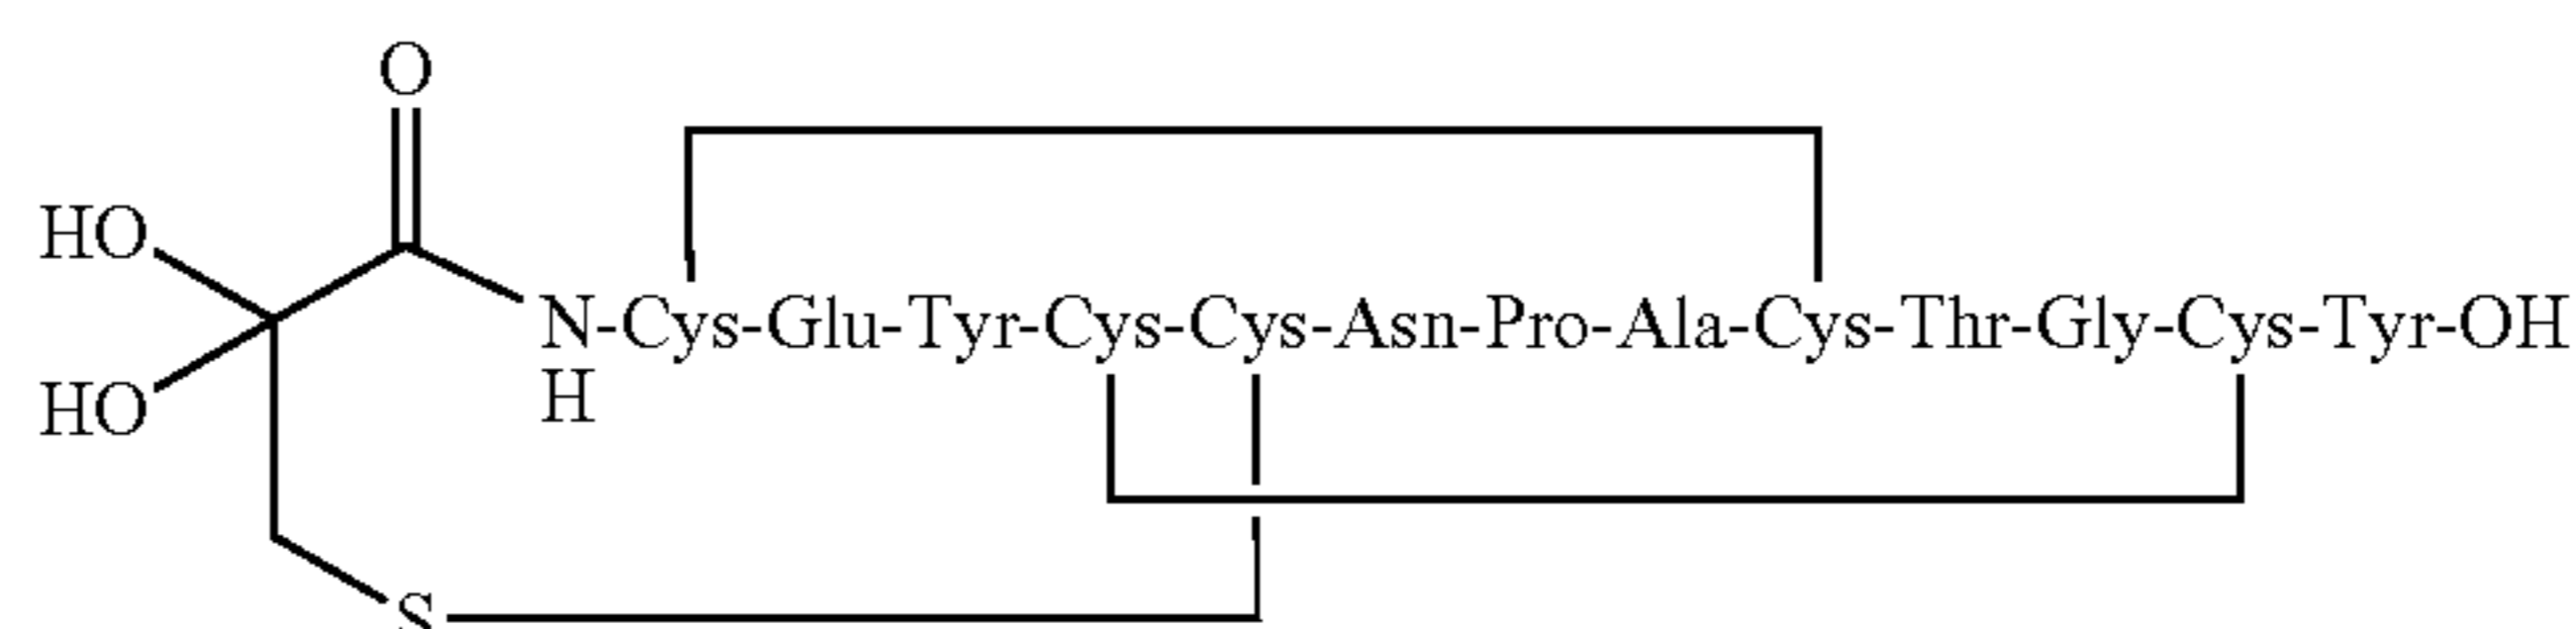 O
HO
N-Cys-Glu-Tyr-Cys-Cys-Asn-Pro-Ala-Cys-Thr-Gly-Cys-Tyr-OH
H
HO
S